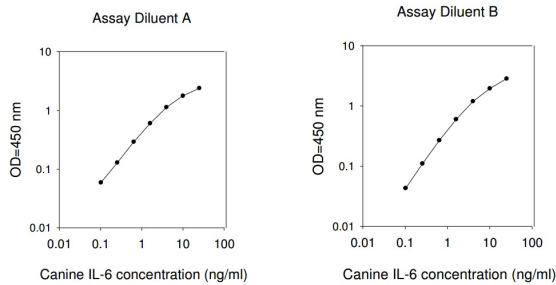 Assay Diluent A
10
1
0.1
0.01
OD=450 nm
0.01 0.1 1 10 100
Canine IL-6 concentration (ng/ml)
Assay Diluent B
10
1
0.1
0.01
OD=450 nm
0.01 0.1 1 10 100
Canine IL-6 concentration (ng/ml)